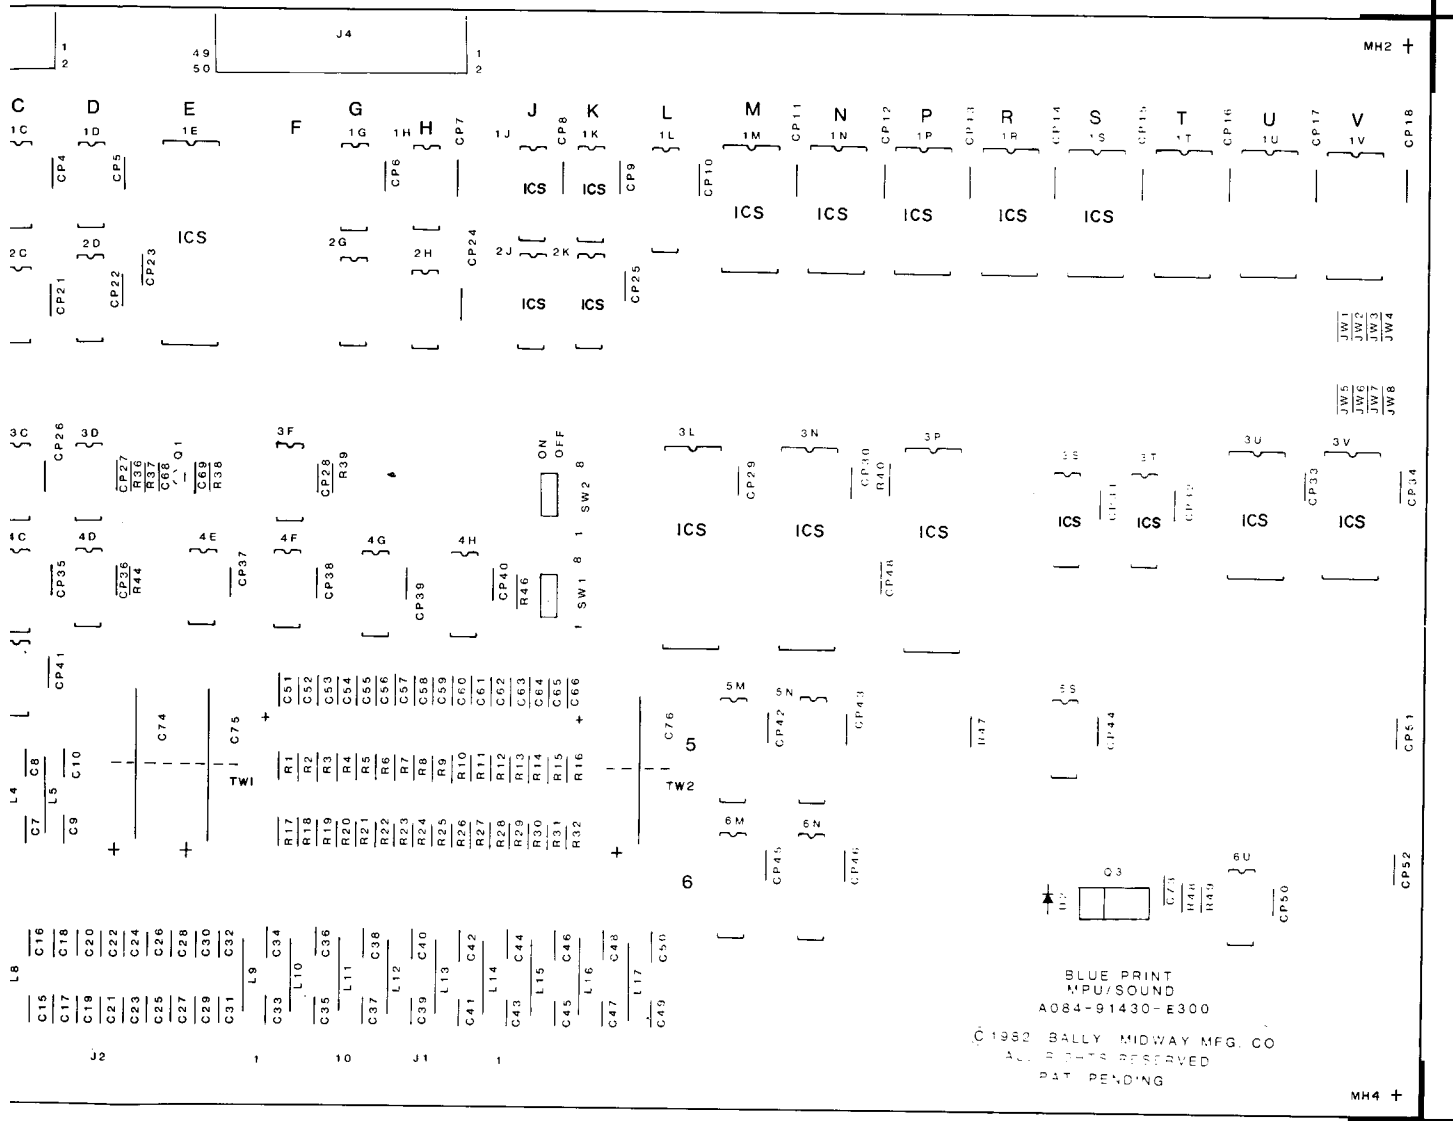 J4
1
2
49
50
1
2
MH2 +
C D E F G H J K L M N P R S T U V
1C 1D 1E 1G 1H 1J 1K 1L 1M 1N 1P 1R 1S 1T 1U 1V
CP4 CP5 CP6 CP7 CP8 CP9 CP10 CP11 CP12 CP13 CP14 CP15 CP16 CP17 CP18
ICS ICS
ICS ICS ICS ICS ICS ICS
2C 2D 2G 2H 2J 2K
CP21 CP22 CP23 CP24 CP25
ICS ICS
JW1 JW2 JW3 JW4
JW5 JW6 JW7 JW8
3C 3D 3F 3L 3N 3P 3S 3T 3U 3V
CP26 CP27 R36 R37 C68 Q1 C69 R38 CP28 R39
ON OFF
SW2 8 1
CP29 CP30 R40 CP31 CP32 CP33 CP34
ICS ICS ICS ICS ICS ICS ICS
4C 4D 4E 4F 4G 4H
CP35 CP36 R44 CP37 CP38 CP39 CP40 R46
SW1 8 1
CP48
CP41
C51 C52 C53 C54 C55 C56 C57 C58 C59 C60 C61 C62 C63 C64 C65 C66
5M 5N 5S
C74 C75 + + C76 5 CP42 CP43 R47 CP44 CP51
C8 C10
R1 R2 R3 R4 R5 R6 R7 R8 R9 R10 R11 R12 R13 R14 R15 R16
TW1 TW2
L4 L5
C7 C9
R17 R18 R19 R20 R21 R22 R23 R24 R25 R26 R27 R28 R29 R30 R31 R32
+ + +
6M 6N 6U
6 CP45 CP46 CP52
Q3 C73 R48 R49 CP50
C16 C18 C20 C22 C24 C26 C28 C30 C32 C34 C36 C38 C40 C42 C44 C46 C48 C50
L8 L9 L10 L11 L12 L13 L14 L15 L16 L17
C15 C17 C19 C21 C23 C25 C27 C29 C31 C33 C35 C37 C39 C41 C43 C45 C47 C49
BLUE PRINT
MPU/SOUND
A084-91430-E300
© 1982 BALLY MIDWAY MFG. CO
ALL RIGHTS RESERVED
PAT PENDING
J2 1 10 J1 1
MH4 +